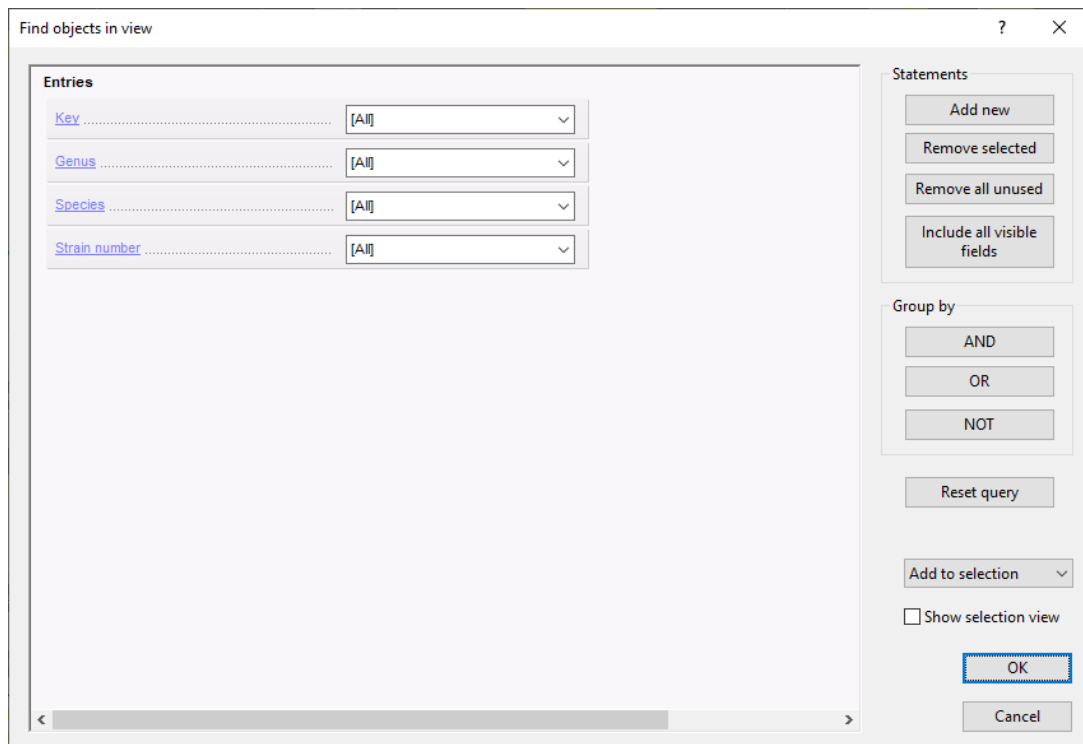 Find objects in view
Entries
Key [All]
Genus [All]
Species [All]
Strain number [All]
Statements
Add new
Remove selected
Remove all unused
Include all visible
fields
Group by
AND
OR
NOT
Reset query
Add to selection
Show selection view
OK
Cancel